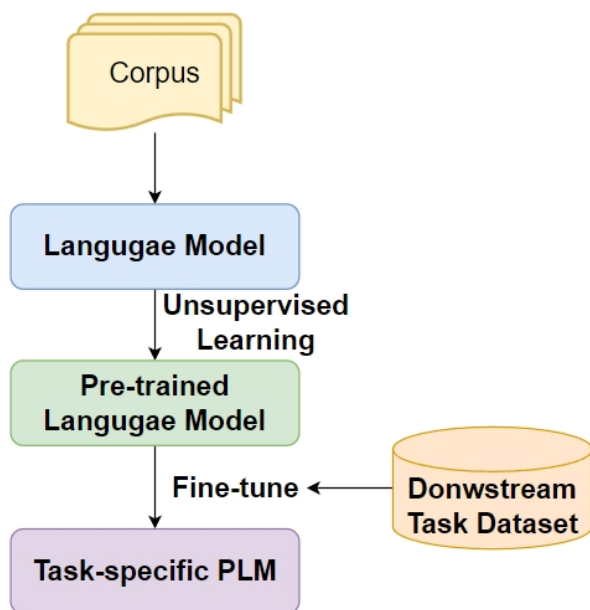 Corpus
Langugae Model
Unsupervised
Learning
Pre-trained
Langugae Model
Fine-tune
Donwstream
Task Dataset
Task-specific PLM